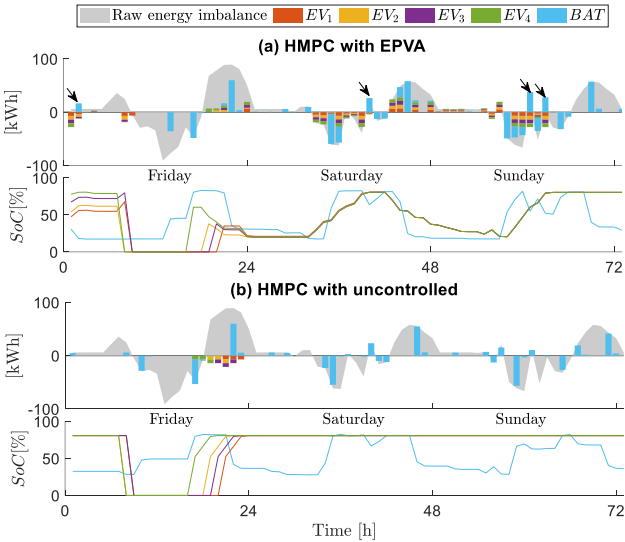 Raw energy imbalance EV1 EV2 EV3 EV4 BAT
(a) HMPC with EPVA
100
[kWh]
0
-100
Friday Saturday Sunday
100
SoC[%]
50
0
0 24 48 72
(b) HMPC with uncontrolled
100
[kWh]
0
-100
Friday Saturday Sunday
100
SoC[%]
50
0
0 24 48 72
Time [h]